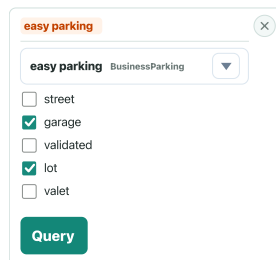 easy parking
easy parking BusinessParking
street
garage
validated
lot
valet
Query